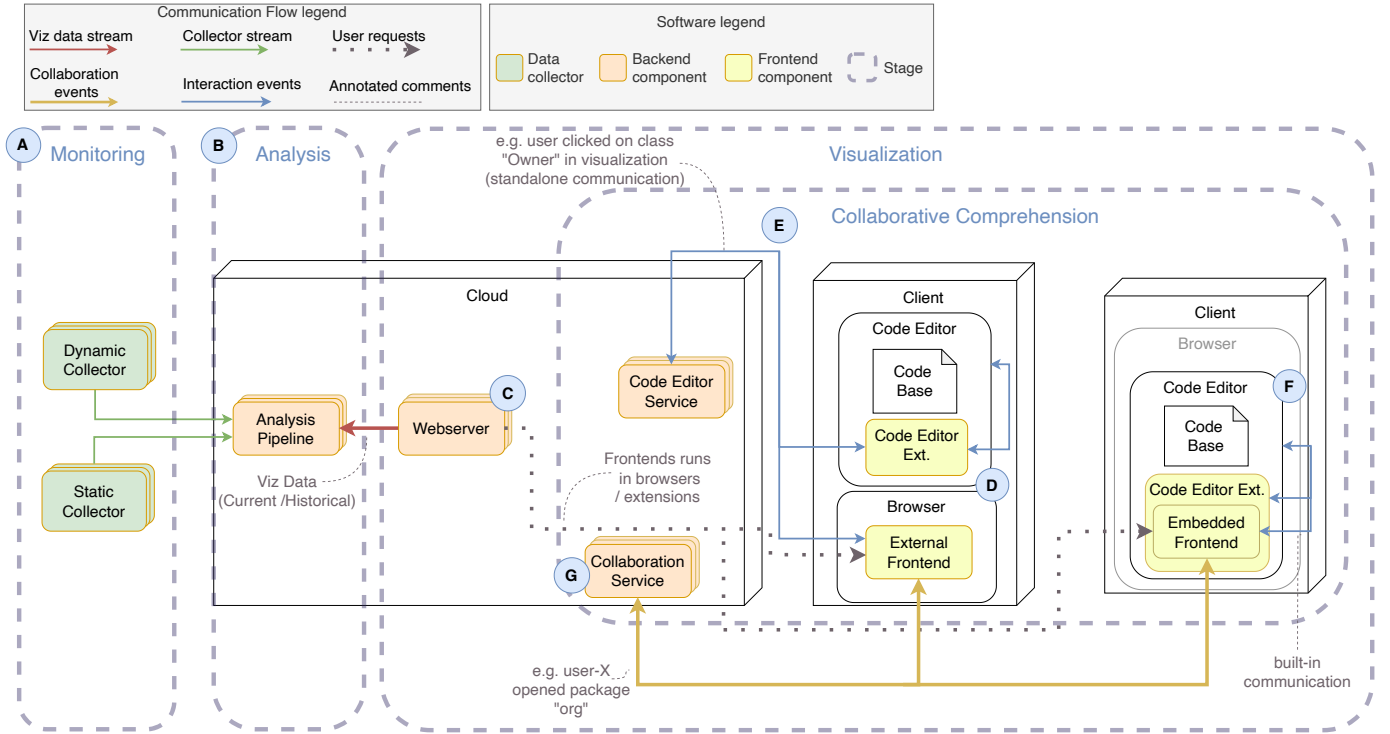 Communication Flow legend
Viz data stream
Collector stream
User requests
Collaboration
events
Interaction events
Annotated comments
Software legend
Data
collector
Backend
component
Frontend
component
Stage
A
Monitoring
B
Analysis
Visualization
e.g. user clicked on class
"Owner" in visualization
(standalone communication)
E
Collaborative Comprehension
Cloud
Client
Code Editor
Code
Base
Code Editor
Ext.
D
Browser
External
Frontend
Client
Browser
Code Editor
F
Code
Base
Code Editor Ext.
Embedded
Frontend
Dynamic
Collector
Static
Collector
Analysis
Pipeline
Webserver
C
Code Editor
Service
Viz Data
(Current /Historical)
Frontends runs
in browsers
/ extensions
G
Collaboration
Service
e.g. user-X
opened package
"org"
built-in
communication